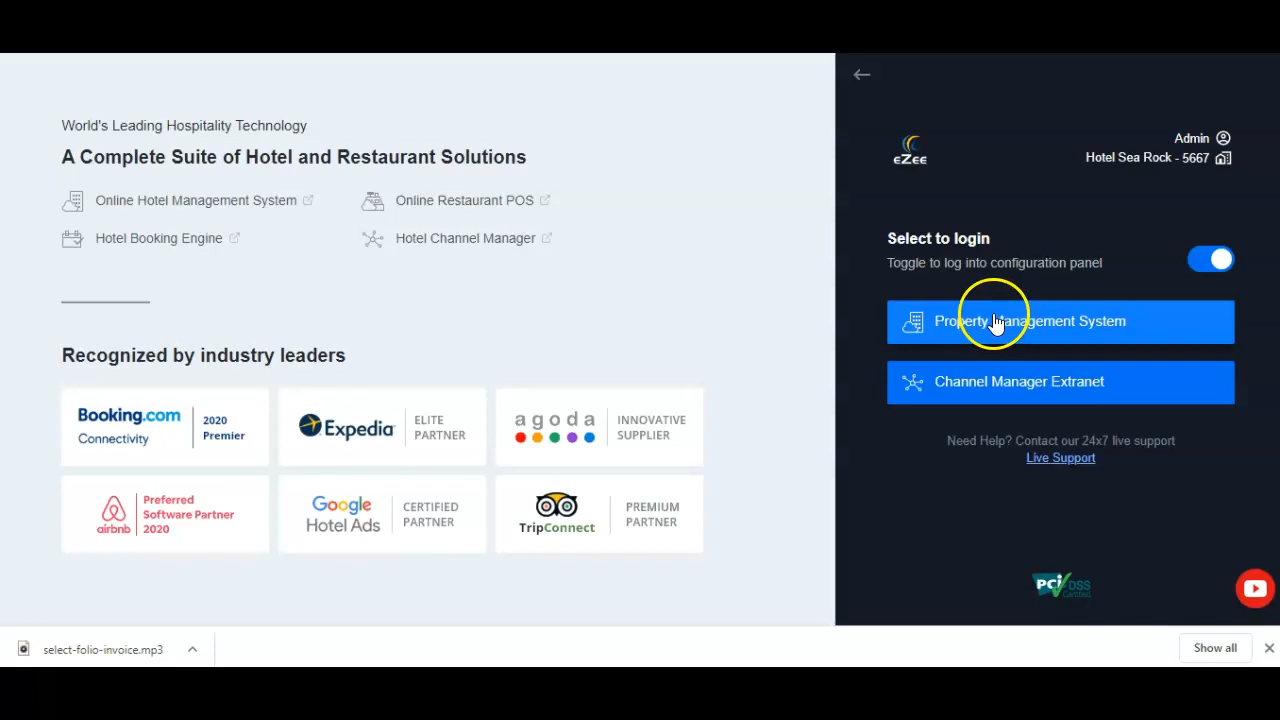 World's Leading Hospitality Technology
A Complete Suite of Hotel and Restaurant Solutions
Online Hotel Management System
Online Restaurant POS
Hotel Booking Engine
Hotel Channel Manager
Recognized by industry leaders
Booking.com
Connectivity
2020
Premier
Expedia
ELITE
PARTNER
agoda
INNOVATIVE
SUPPLIER
airbnb
Preferred
Software Partner
2020
Google
Hotel Ads
CERTIFIED
PARTNER
TripConnect
PREMIUM
PARTNER
eZee
Admin
Hotel Sea Rock - 5667
Select to login
Toggle to log into configuration panel
Property Management System
Channel Manager Extranet
Need Help? Contact our 24x7 live support
Live Support
PCI DSS
Certified
select-folio-invoice.mp3
Show all